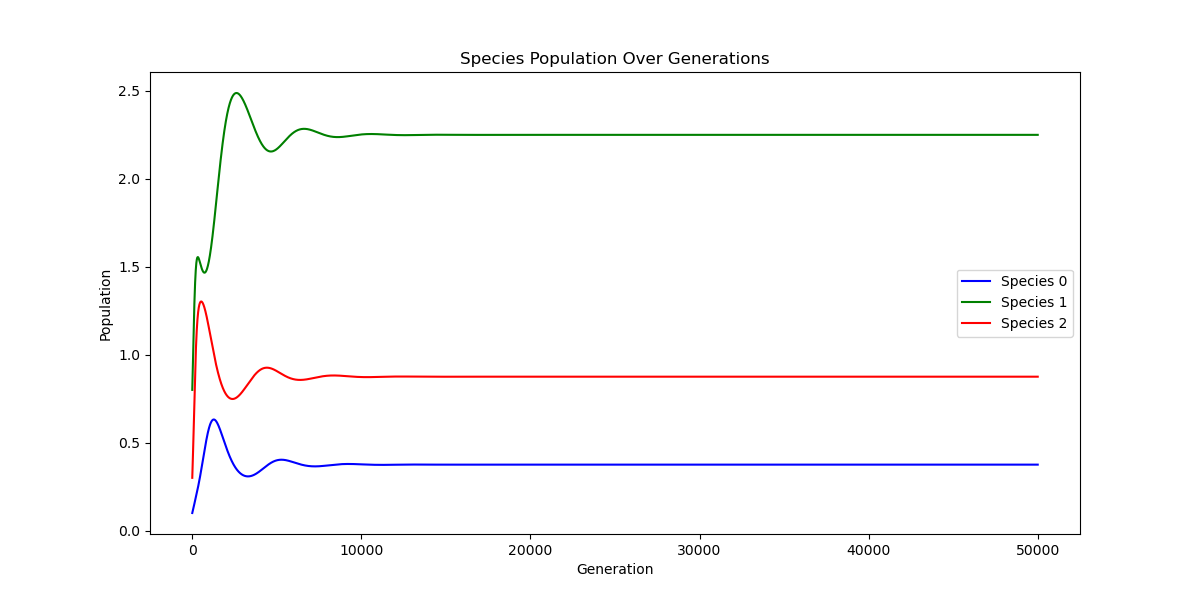 Species Population Over Generations
2.5
2.0
1.5
1.0
0.5
0.0
Population
Species 0
Species 1
Species 2
0
10000
20000
30000
40000
50000
Generation